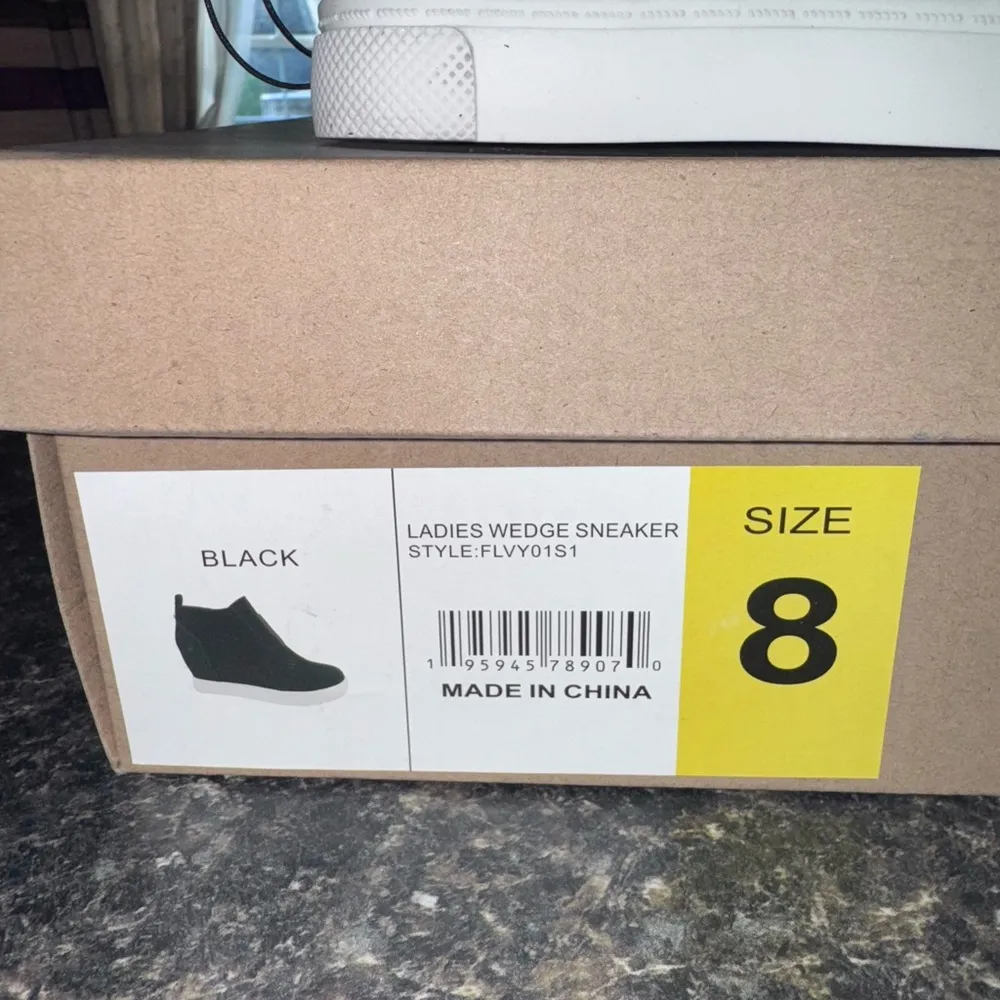 BLACK
LADIES WEDGE SNEAKER
STYLE:FLVY01S1
1 95945 78907 0
MADE IN CHINA
SIZE
8